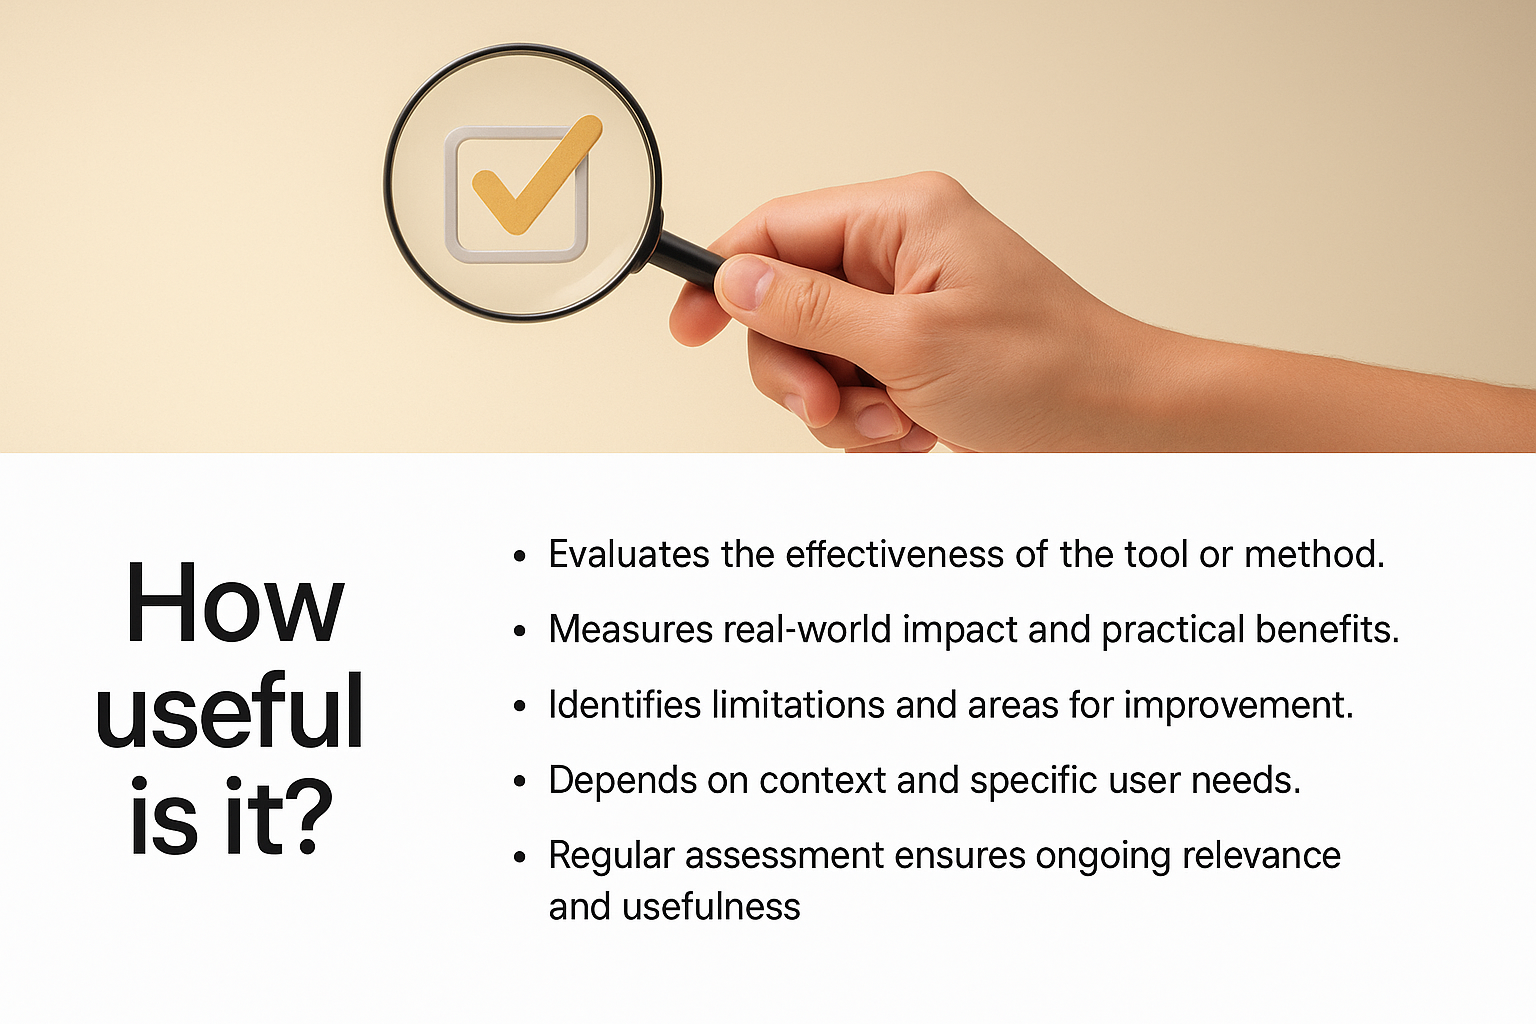 How
useful
is it?
• Evaluates the effectiveness of the tool or method.
• Measures real-world impact and practical benefits.
• Identifies limitations and areas for improvement.
• Depends on context and specific user needs.
• Regular assessment ensures ongoing relevance
and usefulness